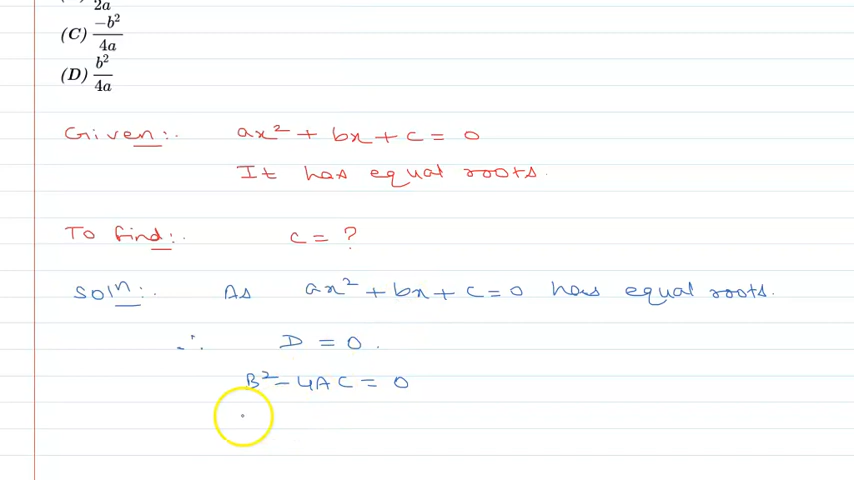 2a
(C) −b²/4a
(D) b²/4a
Given:. ax² + bx + c = 0
It has equal roots.
To find:. c = ?
Solⁿ:. As ax² + bx + c = 0 has equal roots.
∴ D = 0.
B² − 4AC = 0